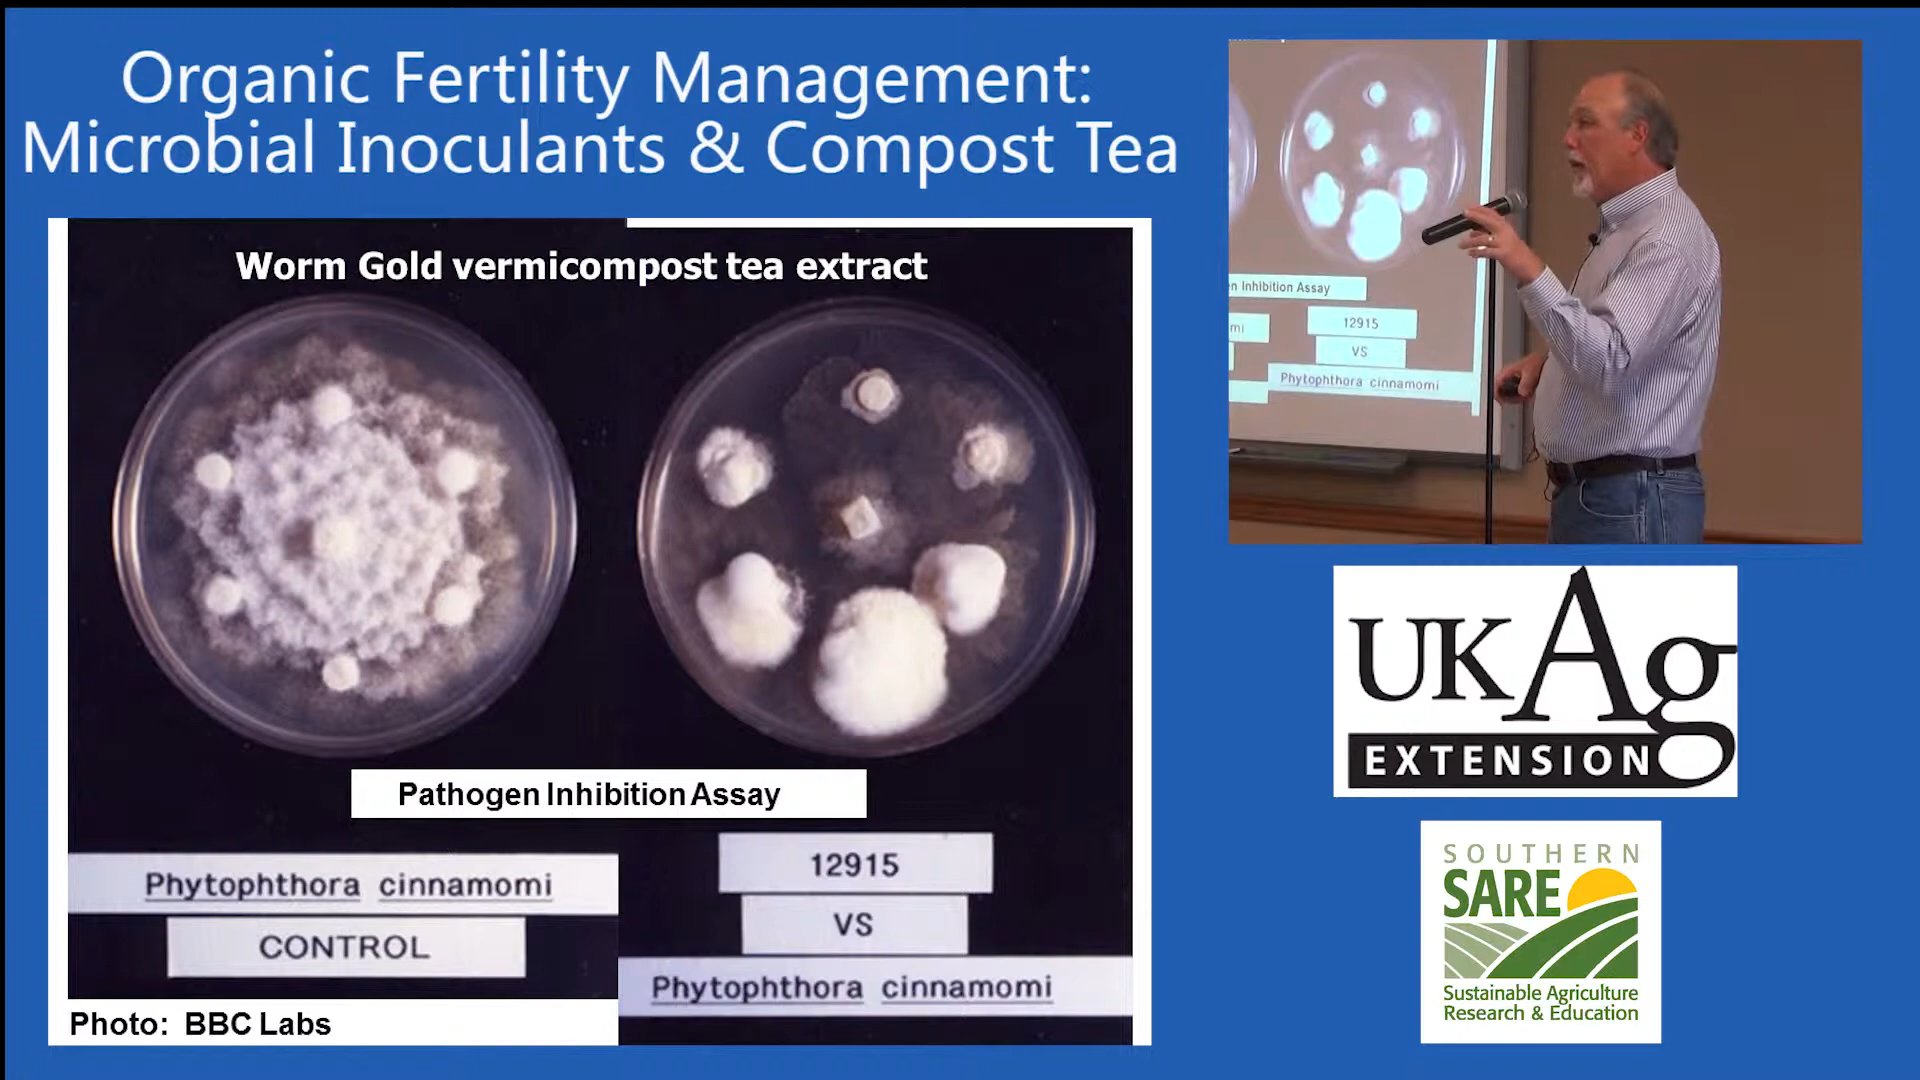 Organic Fertility Management:
Microbial Inoculants & Compost Tea
Worm Gold vermicompost tea extract
Pathogen Inhibition Assay
Phytophthora cinnamomi
CONTROL
12915
VS
Phytophthora cinnamomi
Photo: BBC Labs
n Inhibition Assay
mi
12915
VS
Phytophthora cinnamomi
UKAg
EXTENSION
SOUTHERN
SARE
Sustainable Agriculture
Research & Education